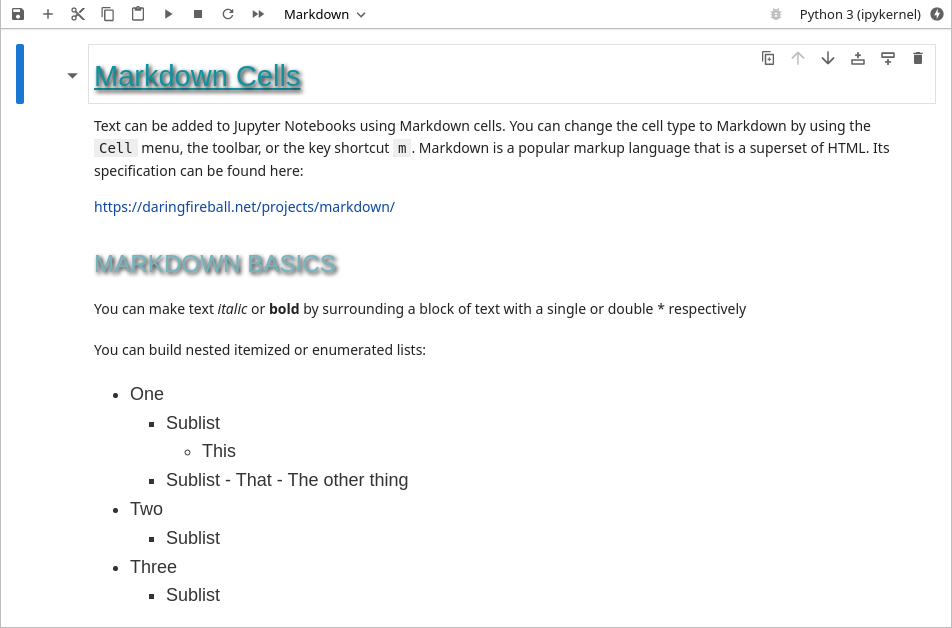 Markdown
Python 3 (ipykernel)
Markdown Cells
Text can be added to Jupyter Notebooks using Markdown cells. You can change the cell type to Markdown by using the
Cell menu, the toolbar, or the key shortcut m. Markdown is a popular markup language that is a superset of HTML. Its
specification can be found here:
https://daringfireball.net/projects/markdown/
MARKDOWN BASICS
You can make text italic or bold by surrounding a block of text with a single or double * respectively
You can build nested itemized or enumerated lists:
One
Sublist
This
Sublist - That - The other thing
Two
Sublist
Three
Sublist